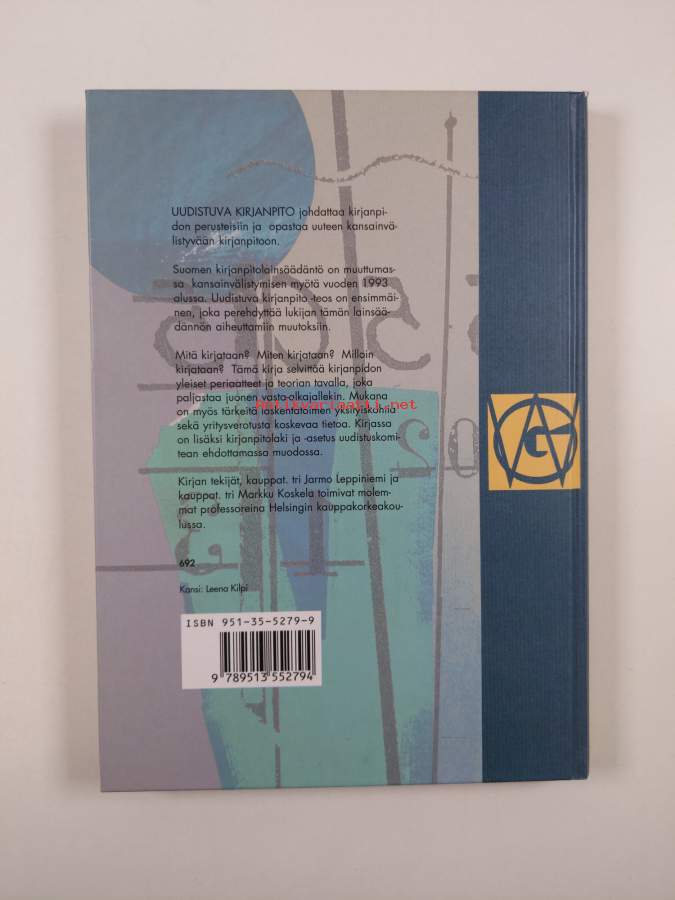 UUDISTUVA KIRJANPITO johdattaa kirjanpi-
don perusteisiin ja opastaa uuteen kansainvä-
listyvään kirjanpitoon.
Suomen kirjanpitolainsäädäntö on muuttumas-
sa kansainvälistymisen myötä vuoden 1993
alussa. Uudistuva kirjanpito -teos on ensimmäi-
nen, joka perehdyttää lukijan tämän lainsää-
dännön aiheuttamiin muutoksiin.
Mitä kirjataan? Miten kirjataan? Milloin
kirjataan? Tämä kirja selvittää kirjanpidon
yleiset periaatteet ja teorian tavalla, joka
paljastaa juonen vasta-alkajallekin. Mukana
on myös tärkeitä laskentatoimen yksityiskohtia
sekä yritysverotusta koskevaa tietoa. Kirjassa
on lisäksi kirjanpitolaki ja -asetus uudistuskomi-
tean ehdottamassa muodossa.
Antikvariaatti.net
Kirjan tekijät, kauppat. tri Jarmo Leppiniemi ja
kauppat. tri Markku Koskela toimivat molem-
mat professoreina Helsingin kauppakorkeakou-
lussa.
692
Kansi: Leena Kilpi
ISBN 951-35-5279-9
9 789513 552794